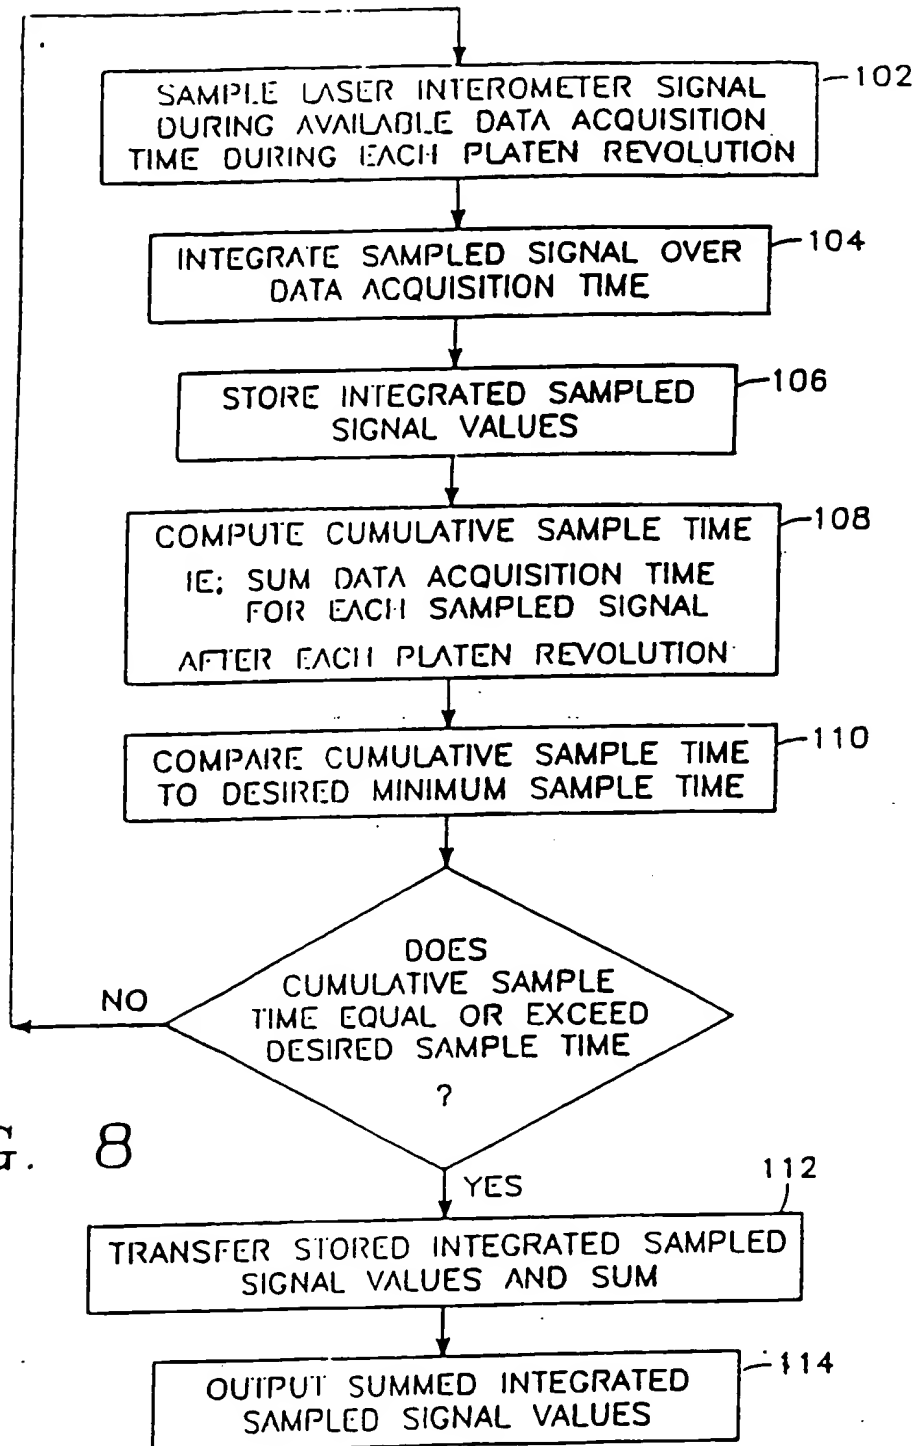 102
SAMPLE LASER INTEROMETER SIGNAL
DURING AVAILABLE DATA ACQUISITION
TIME DURING EACH PLATEN REVOLUTION
104
INTEGRATE SAMPLED SIGNAL OVER
DATA ACQUISITION TIME
106
STORE INTEGRATED SAMPLED
SIGNAL VALUES
108
COMPUTE CUMULATIVE SAMPLE TIME
IE; SUM DATA ACQUISITION TIME
FOR EACH SAMPLED SIGNAL
AFTER EACH PLATEN REVOLUTION
110
COMPARE CUMULATIVE SAMPLE TIME
TO DESIRED MINIMUM SAMPLE TIME
DOES
CUMULATIVE SAMPLE
TIME EQUAL OR EXCEED
DESIRED SAMPLE TIME
?
NO
G. 8
YES
112
TRANSFER STORED INTEGRATED SAMPLED
SIGNAL VALUES AND SUM
114
OUTPUT SUMMED INTEGRATED
SAMPLED SIGNAL VALUES